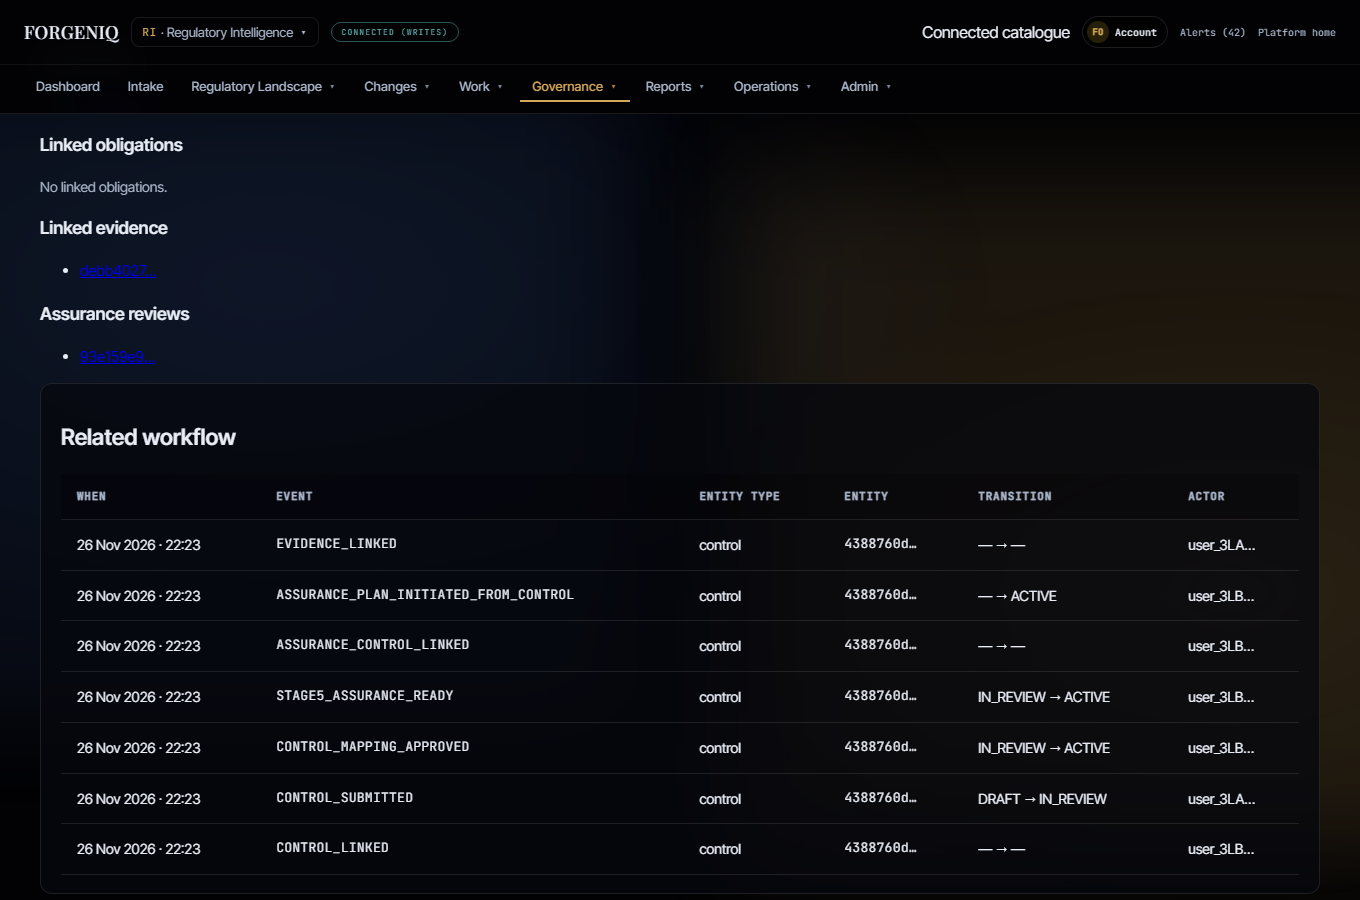 FORGENIQ RI · Regulatory Intelligence ▾ CONNECTED (WRITES) Connected catalogue FO Account Alerts (42) Platform home
Dashboard Intake Regulatory Landscape ▾ Changes ▾ Work ▾ Governance ▾ Reports ▾ Operations ▾ Admin ▾
Linked obligations
No linked obligations.
Linked evidence
Assurance reviews
Related workflow
WHEN EVENT ENTITY TYPE ENTITY TRANSITION ACTOR
26 Nov 2026 · 22:23 EVIDENCE_LINKED control 4388760d… — → — user_3LA…
26 Nov 2026 · 22:23 ASSURANCE_PLAN_INITIATED_FROM_CONTROL control 4388760d… — → ACTIVE user_3LB…
26 Nov 2026 · 22:23 ASSURANCE_CONTROL_LINKED control 4388760d… — → — user_3LB…
26 Nov 2026 · 22:23 STAGE5_ASSURANCE_READY control 4388760d… IN_REVIEW → ACTIVE user_3LB…
26 Nov 2026 · 22:23 CONTROL_MAPPING_APPROVED control 4388760d… IN_REVIEW → ACTIVE user_3LB…
26 Nov 2026 · 22:23 CONTROL_SUBMITTED control 4388760d… DRAFT → IN_REVIEW user_3LA…
26 Nov 2026 · 22:23 CONTROL_LINKED control 4388760d… — → — user_3LB…